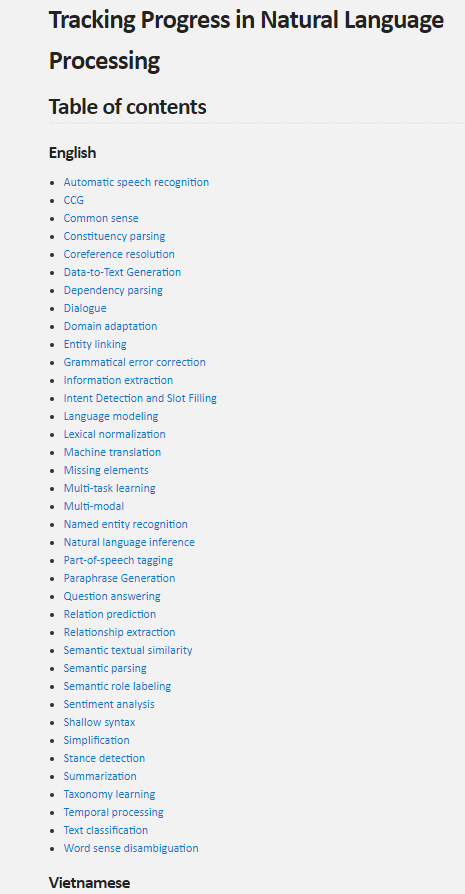 Tracking Progress in Natural Language
Processing
Table of contents
English
Automatic speech recognition
CCG
Common sense
Constituency parsing
Coreference resolution
Data-to-Text Generation
Dependency parsing
Dialogue
Domain adaptation
Entity linking
Grammatical error correction
Information extraction
Intent Detection and Slot Filling
Language modeling
Lexical normalization
Machine translation
Missing elements
Multi-task learning
Multi-modal
Named entity recognition
Natural language inference
Part-of-speech tagging
Paraphrase Generation
Question answering
Relation prediction
Relationship extraction
Semantic textual similarity
Semantic parsing
Semantic role labeling
Sentiment analysis
Shallow syntax
Simplification
Stance detection
Summarization
Taxonomy learning
Temporal processing
Text classification
Word sense disambiguation
Vietnamese